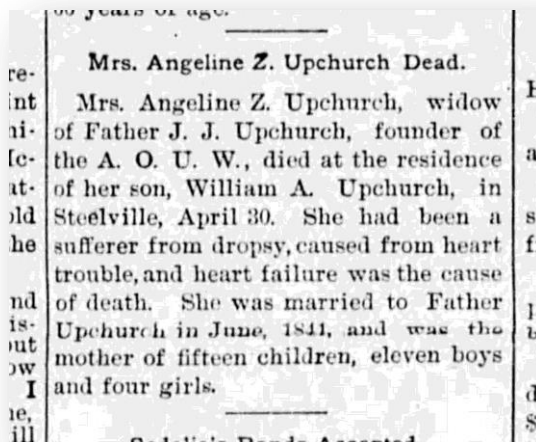 years of age.
Mrs. Angeline Z. Upchurch Dead.
Mrs. Angeline Z. Upchurch, widow
of Father J. J. Upchurch, founder of
the A. O. U. W., died at the residence
of her son, William A. Upchurch, in
Steelville, April 30. She had been a
sufferer from dropsy, caused from heart
trouble, and heart failure was the cause
of death. She was married to Father
Upchurch in June, 1841, and was the
mother of fifteen children, eleven boys
and four girls.